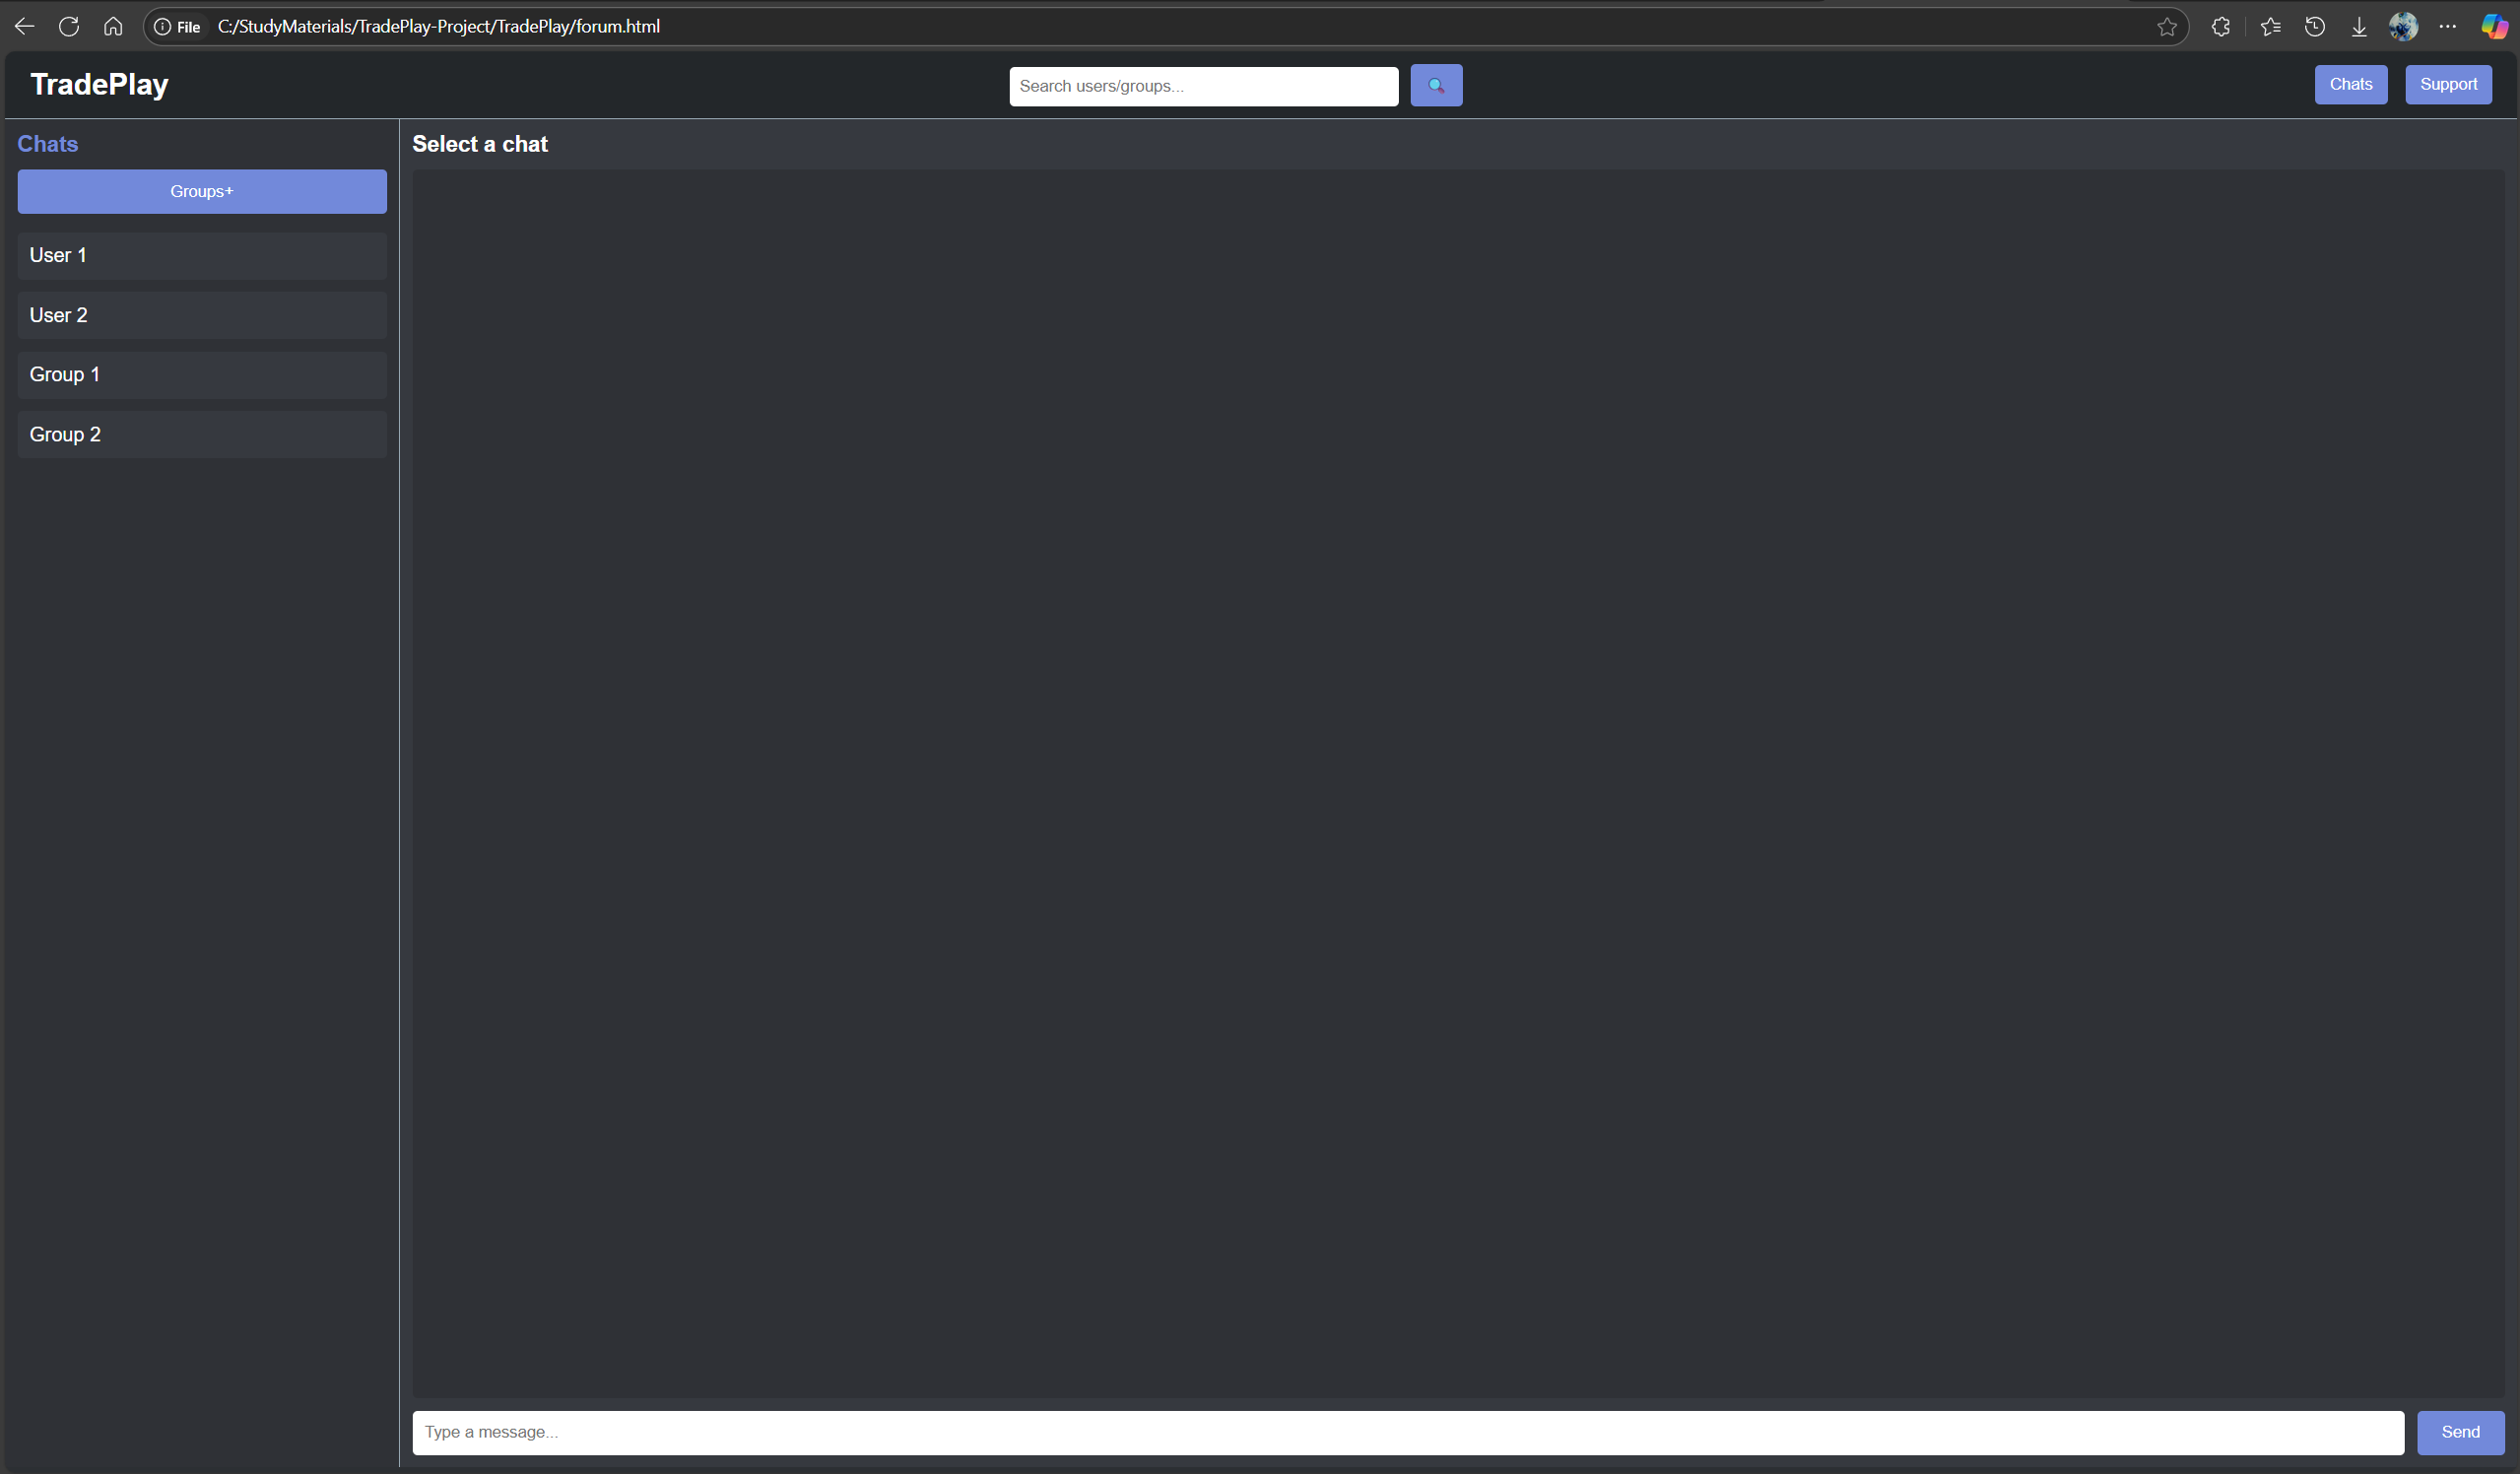 File C:/StudyMaterials/TradePlay-Project/TradePlay/forum.html
TradePlay
Search users/groups...
Chats
Support
Chats
Groups+
User 1
User 2
Group 1
Group 2
Select a chat
Type a message...
Send